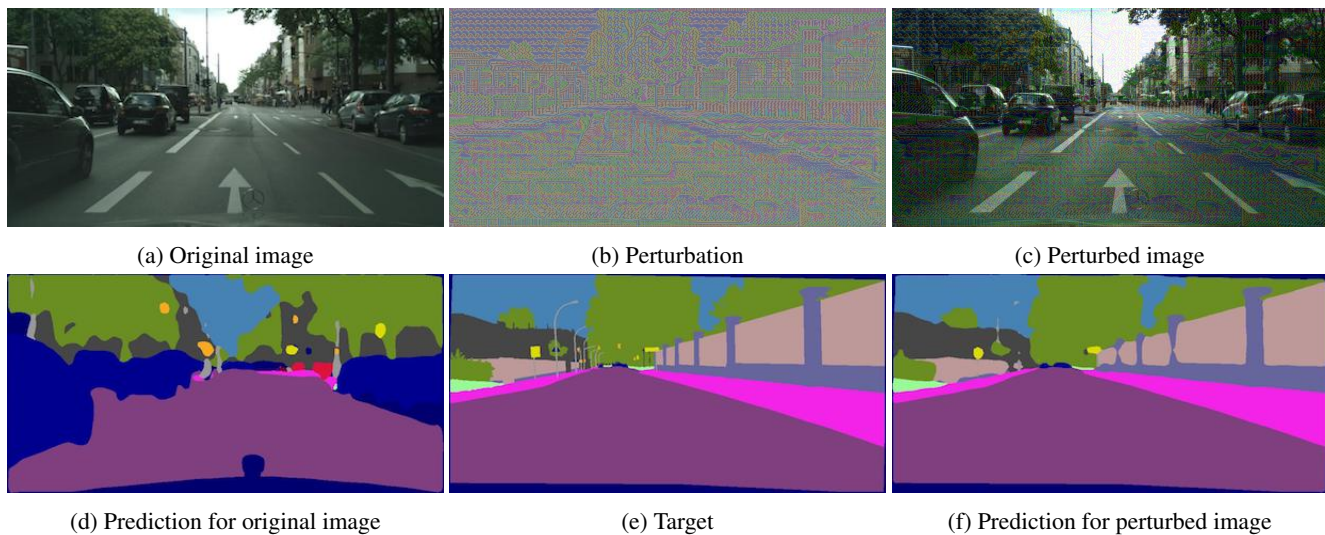 (a) Original image
(b) Perturbation
(c) Perturbed image
(d) Prediction for original image
(e) Target
(f) Prediction for perturbed image